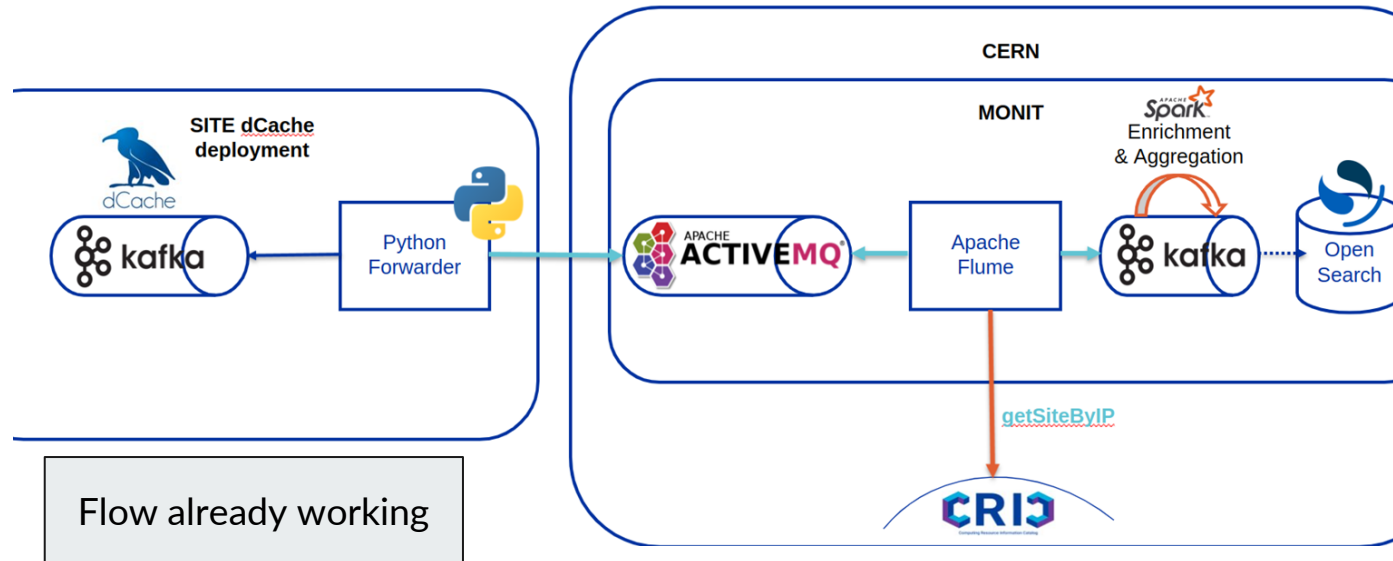 CERN
MONIT
SITE dCache
deployment
dCache
kafka
Python
Forwarder
APACHE
ACTIVEMQ
Apache
Flume
APACHE
Spark
Enrichment
& Aggregation
kafka
Open
Search
getSiteByIP
CRIC
Computing Resource Information Catalog
Flow already working